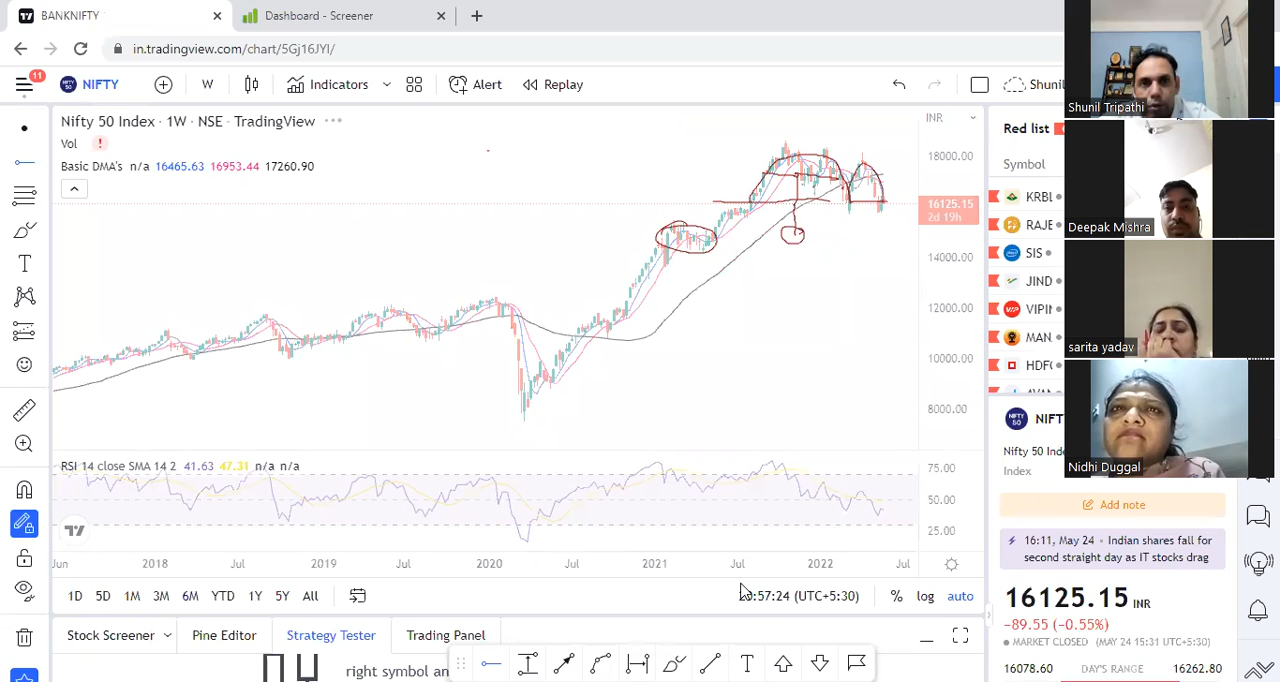 BANKNIFTY
Dashboard - Screener
in.tradingview.com/chart/5Gj16JYI/
11
NIFTY
W
Indicators
Alert
Replay
Shunil
Nifty 50 Index · 1W · NSE · TradingView
Vol
Basic DMA's n/a 16465.63 16953.44 17260.90
INR
18000.00
16125.15
2d 19h
14000.00
12000.00
10000.00
8000.00
RSI 14 close SMA 14 2 41.63 47.31 n/a n/a
75.00
50.00
25.00
Jun 2018 Jul 2019 Jul 2020 Jul 2021 Jul 2022 Jul
1D 5D 1M 3M 6M YTD 1Y 5Y All
:57:24 (UTC+5:30)
% log auto
Stock Screener
Pine Editor
Strategy Tester
Trading Panel
right symbol an
Red list
Symbol
KRBL
RAJE
SIS
JIND
VIPIN
MAN
HDFC
Shunil Tripathi
Deepak Mishra
sarita yadav
Nidhi Duggal
NIFT
Nifty 50 Inde
Index
Add note
16:11, May 24 • Indian shares fall for
second straight day as IT stocks drag
16125.15 INR
−89.55 (−0.55%)
MARKET CLOSED (MAY 24 15:31 UTC+5:30)
16078.60 DAY'S RANGE 16262.80